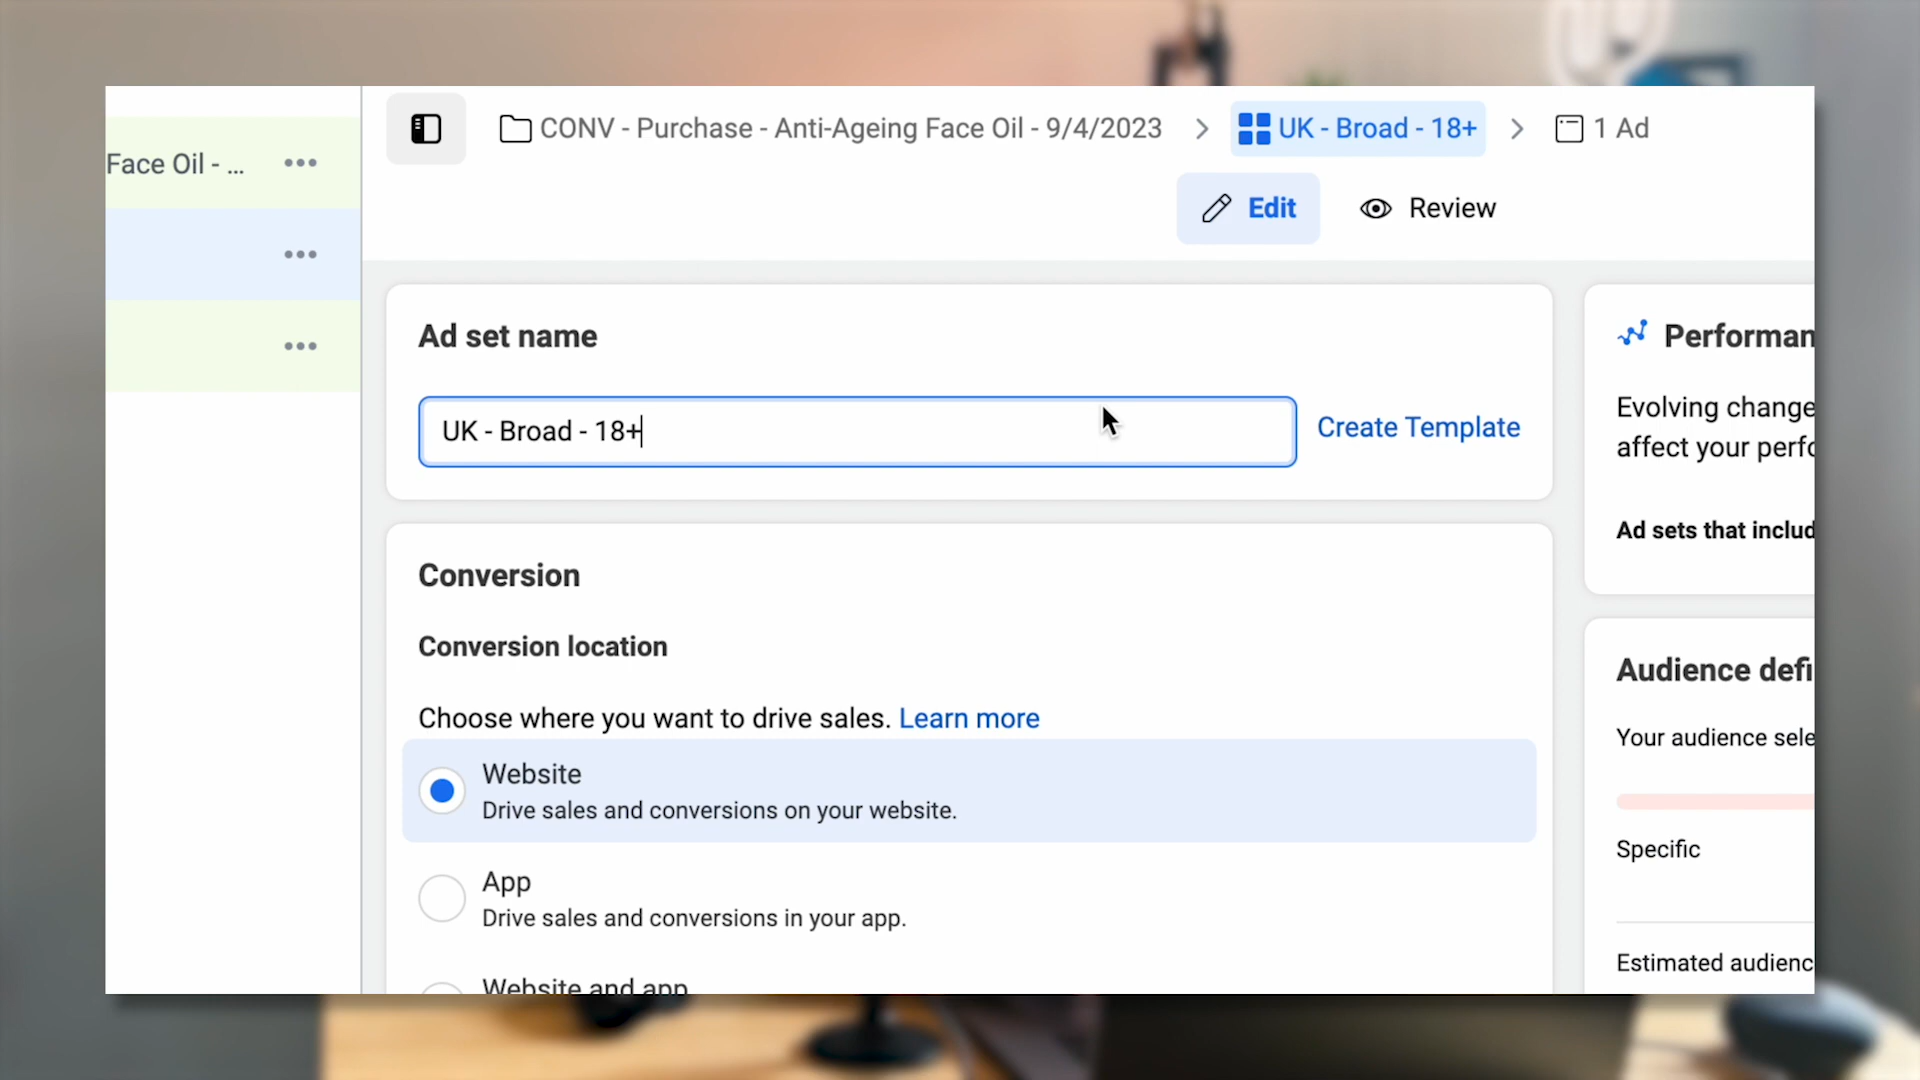 Face Oil - ...
CONV - Purchase - Anti-Ageing Face Oil - 9/4/2023
UK - Broad - 18+
1 Ad
Edit
Review
Ad set name
UK - Broad - 18+
Create Template
Conversion
Conversion location
Choose where you want to drive sales. Learn more
Website
Drive sales and conversions on your website.
App
Drive sales and conversions in your app.
Website and app
Performan
Evolving change
affect your perfo
Ad sets that includ
Audience defi
Your audience sele
Specific
Estimated audienc